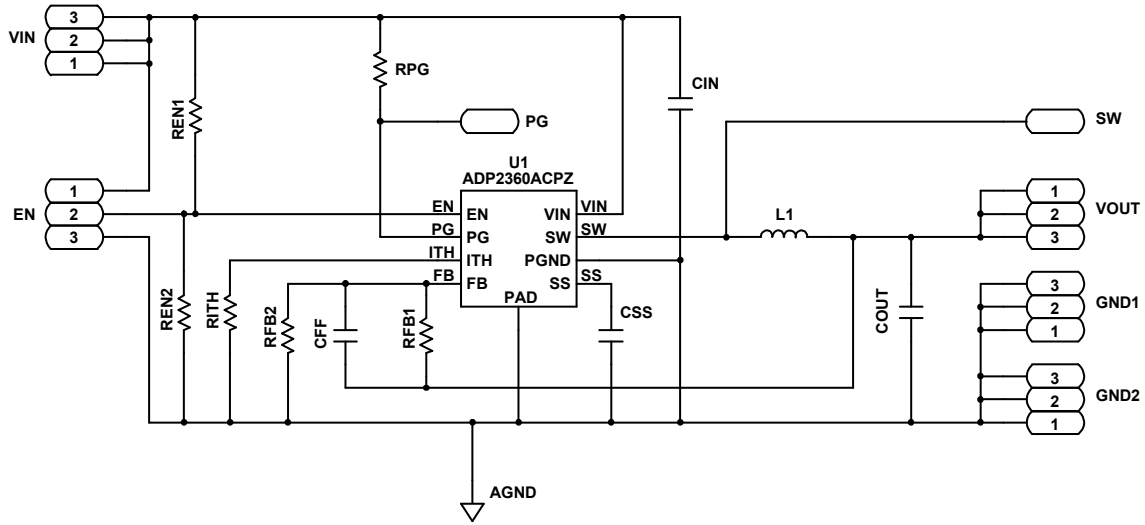 VIN
3
2
1
REN1
RPG
PG
CIN
SW
U1
ADP2360ACPZ
EN
1
2
3
EN
PG
ITH
FB
EN
PG
ITH
FB
VIN
SW
PGND
SS
PAD
VIN
SW
SS
L1
1
2
3
VOUT
REN2
RITH
RFB2
CFF
RFB1
CSS
COUT
3
2
1
GND1
3
2
1
GND2
AGND